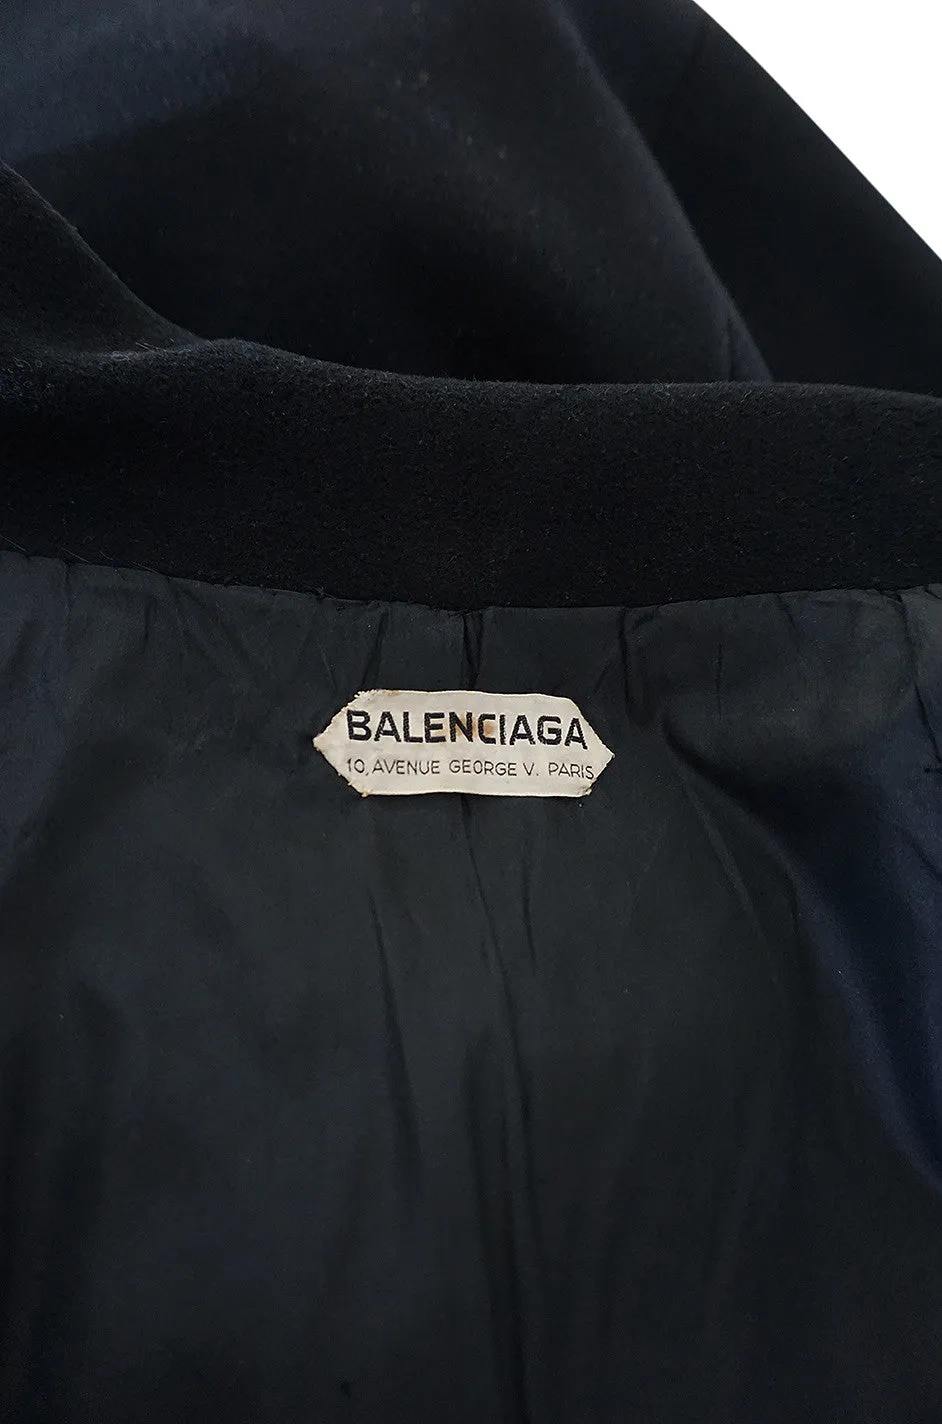 BALENCIAGA
10, AVENUE GEORGE V. PARIS